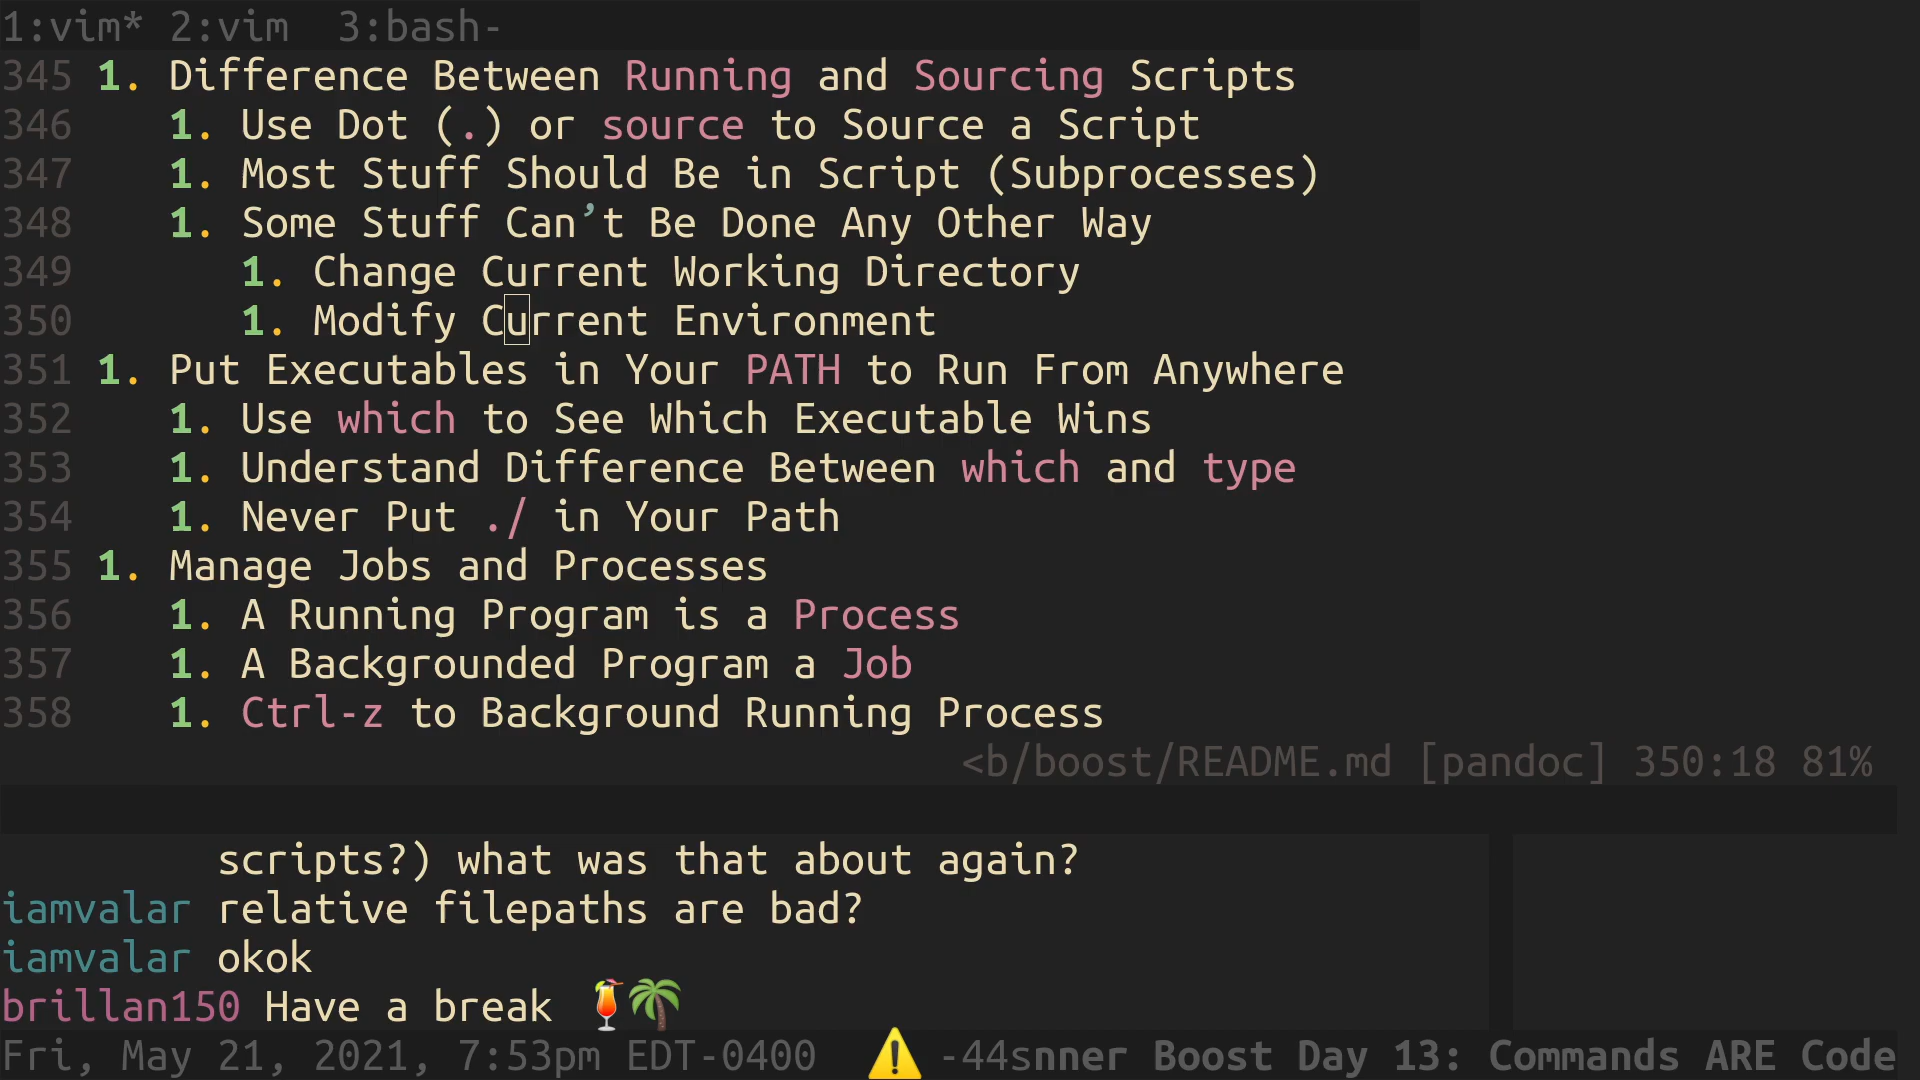 1:vim* 2:vim  3:bash-
345 1. Difference Between Running and Sourcing Scripts
346    1. Use Dot (.) or source to Source a Script
347    1. Most Stuff Should Be in Script (Subprocesses)
348    1. Some Stuff Can’t Be Done Any Other Way
349       1. Change Current Working Directory
350       1. Modify Current Environment
351 1. Put Executables in Your PATH to Run From Anywhere
352    1. Use which to See Which Executable Wins
353    1. Understand Difference Between which and type
354    1. Never Put ./ in Your Path
355 1. Manage Jobs and Processes
356    1. A Running Program is a Process
357    1. A Backgrounded Program a Job
358    1. Ctrl-z to Background Running Process
<b/boost/README.md [pandoc] 350:18 81%
scripts?) what was that about again?
iamvalar relative filepaths are bad?
iamvalar okok
brillan150 Have a break 🍹🌴
Fri, May 21, 2021, 7:53pm EDT-0400 ⚠️ -44snner Boost Day 13: Commands ARE Code